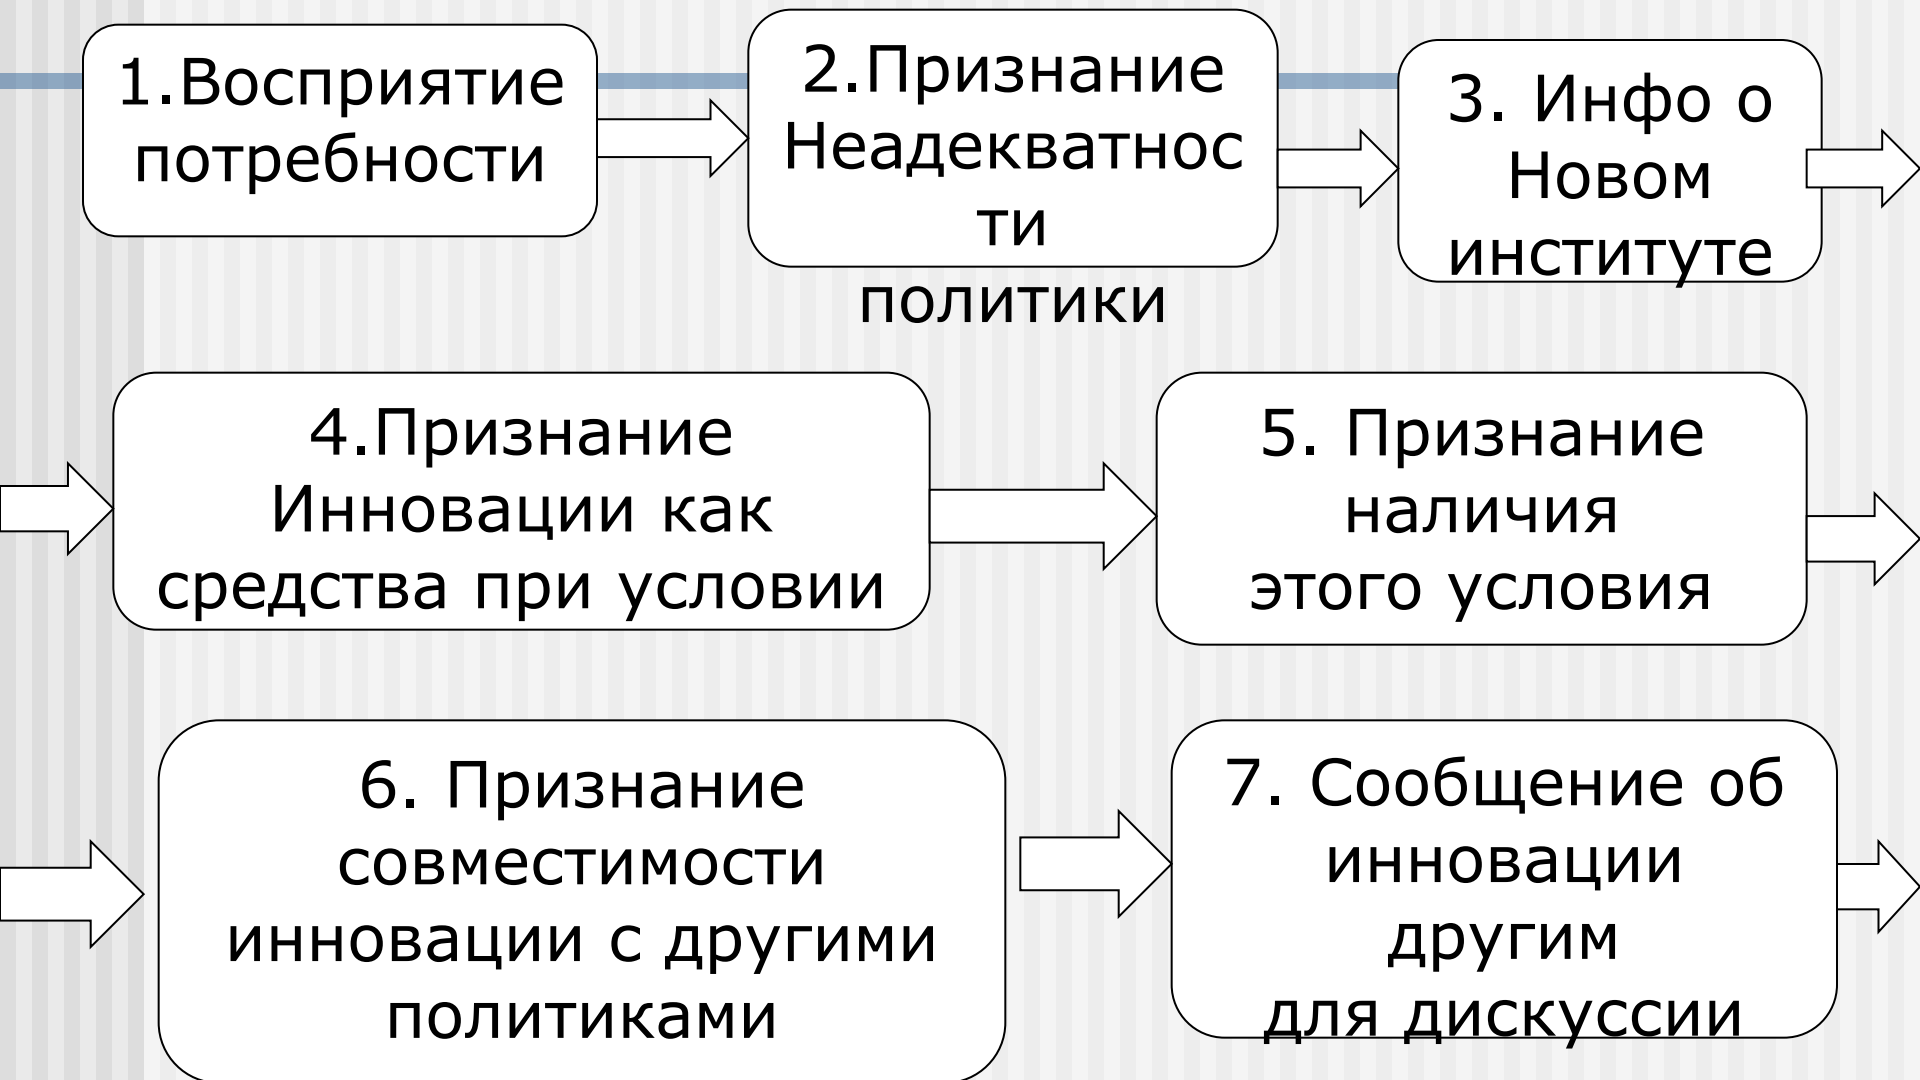 1.Восприятие
потребности
2.Признание
Неадекватнос
ти
политики
3. Инфо о
Новом
институте
4.Признание
Инновации как
средства при условии
5. Признание
наличия
этого условия
6. Признание
совместимости
инновации с другими
политиками
7. Сообщение об
инновации
другим
для дискуссии